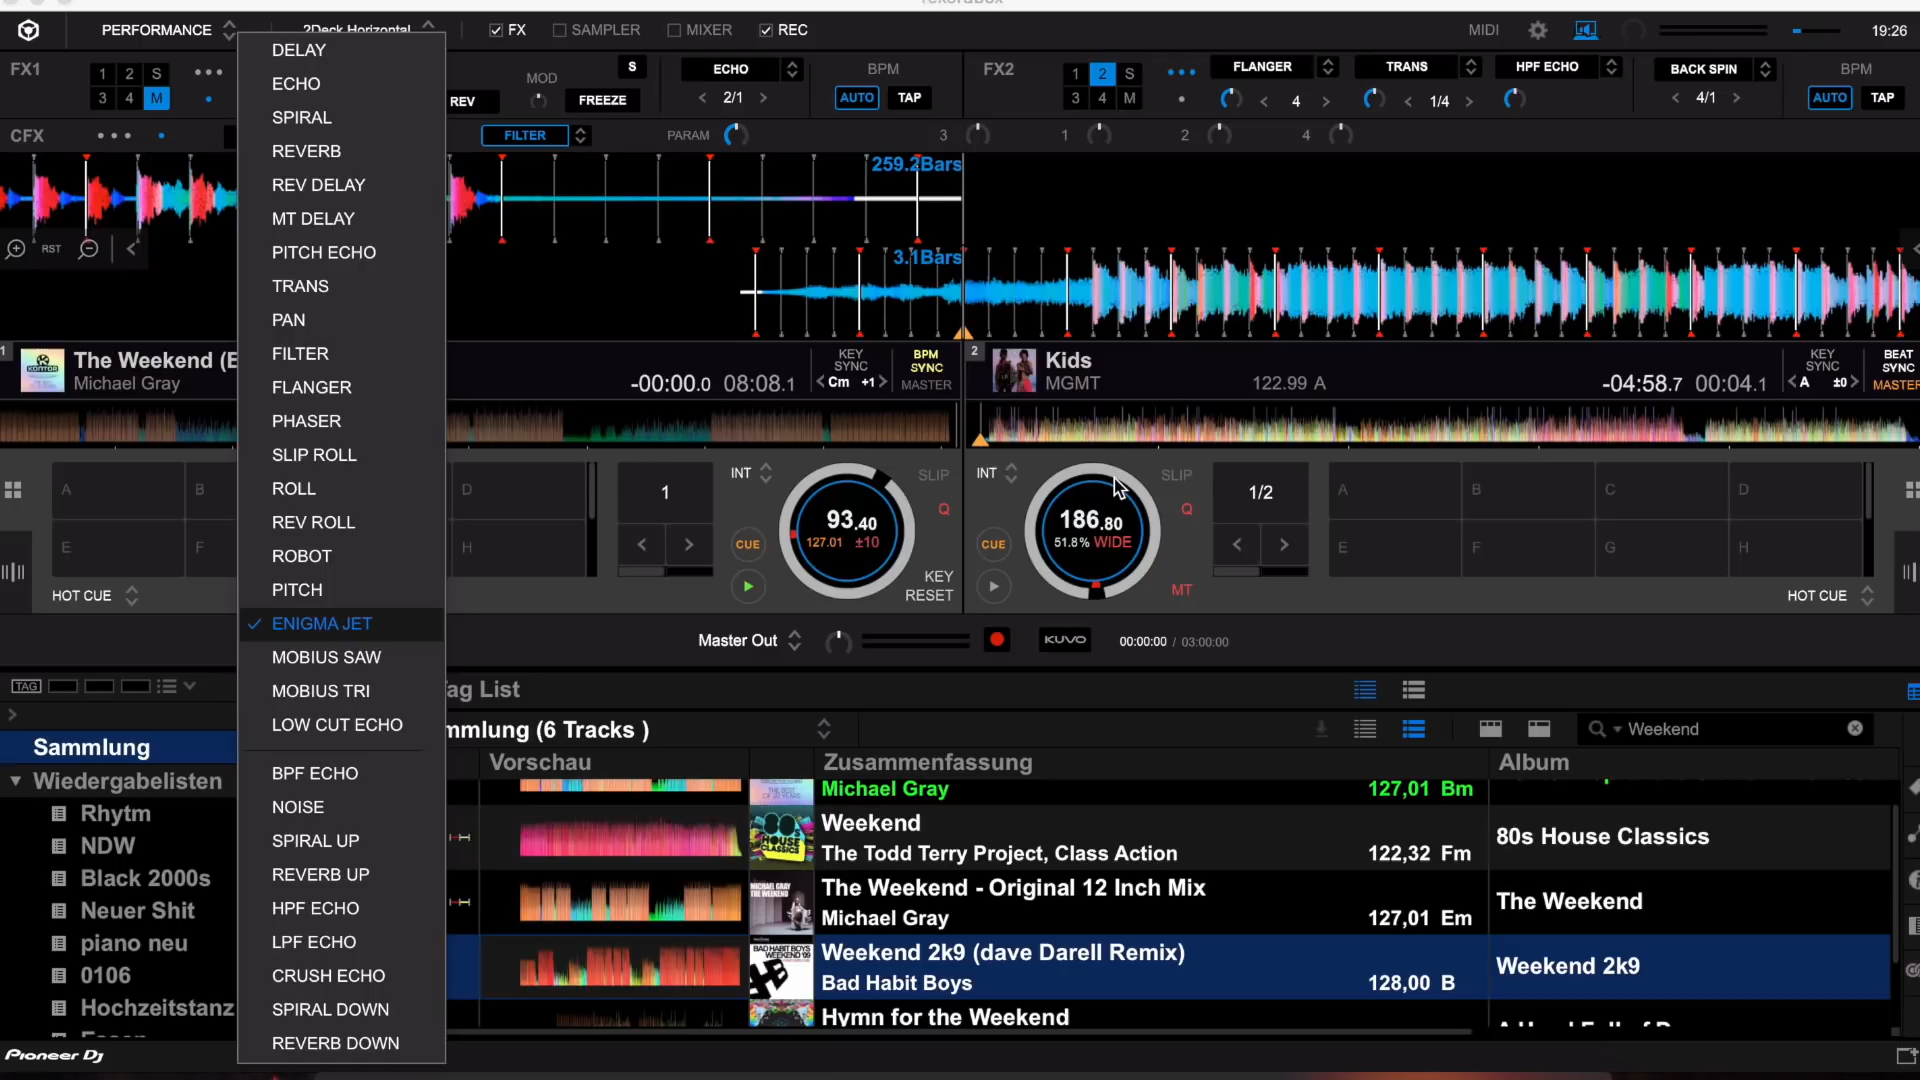 PERFORMANCE
FX
SAMPLER
MIXER
REC
MIDI
19:26
FX1
1 2 S
3 4 M
REV
MOD
S
FREEZE
ECHO
2/1
BPM
AUTO
TAP
FX2
1 2 S
3 4 M
FLANGER
4
TRANS
1/4
HPF ECHO
BACK SPIN
4/1
BPM
AUTO
TAP
CFX
FILTER
PARAM
3
1
2
4
DELAY
ECHO
SPIRAL
REVERB
REV DELAY
MT DELAY
PITCH ECHO
TRANS
PAN
FILTER
FLANGER
PHASER
SLIP ROLL
ROLL
REV ROLL
ROBOT
PITCH
ENIGMA JET
MOBIUS SAW
MOBIUS TRI
LOW CUT ECHO
BPF ECHO
NOISE
SPIRAL UP
REVERB UP
HPF ECHO
LPF ECHO
CRUSH ECHO
SPIRAL DOWN
REVERB DOWN
259.2Bars
RST
3.1Bars
1
The Weekend (E
Michael Gray
-00:00.0 08:08.1
KEY SYNC
Cm +1
BPM SYNC
MASTER
2
Kids
MGMT
122.99 A
-04:58.7 00:04.1
KEY SYNC
A ±0
BEAT SYNC
MASTER
A
B
D
E
F
H
HOT CUE
1
INT
SLIP
Q
93.40
127.01 ±10
CUE
KEY RESET
INT
SLIP
Q
186.80
51.8% WIDE
CUE
MT
1/2
A
B
C
D
E
F
G
H
HOT CUE
Master Out
KUVO
00:00:00 / 03:00:00
TAG
ag List
mmlung (6 Tracks )
Weekend
Sammlung
Wiedergabelisten
Rhytm
NDW
Black 2000s
Neuer Shit
piano neu
0106
Hochzeitstanz
Vorschau
Zusammenfassung
Album
Michael Gray
127,01 Bm
Weekend
The Todd Terry Project, Class Action
122,32 Fm
80s House Classics
The Weekend - Original 12 Inch Mix
Michael Gray
127,01 Em
The Weekend
Weekend 2k9 (dave Darell Remix)
Bad Habit Boys
128,00 B
Weekend 2k9
Hymn for the Weekend
Pioneer Dj